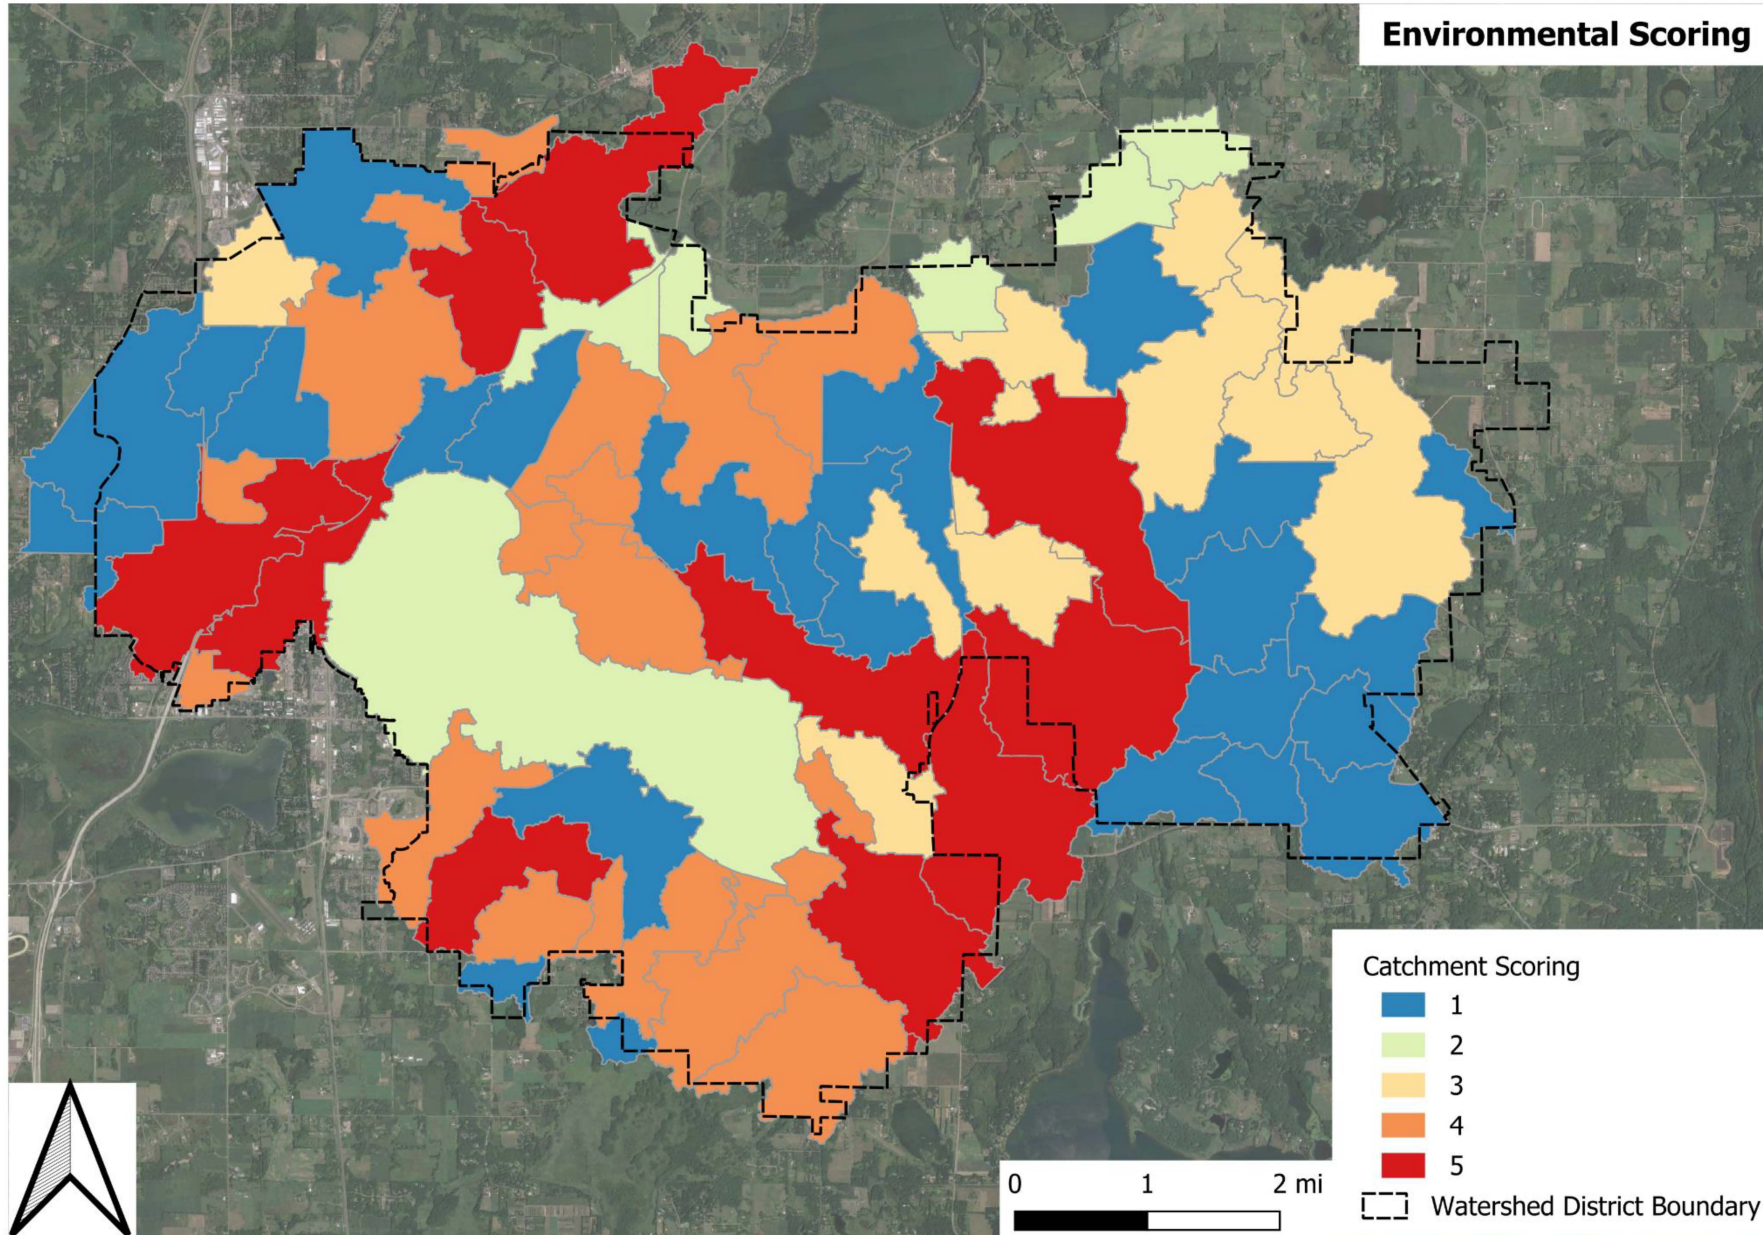 Environmental Scoring
Catchment Scoring
1
2
3
4
5
Watershed District Boundary
0 1 2 mi